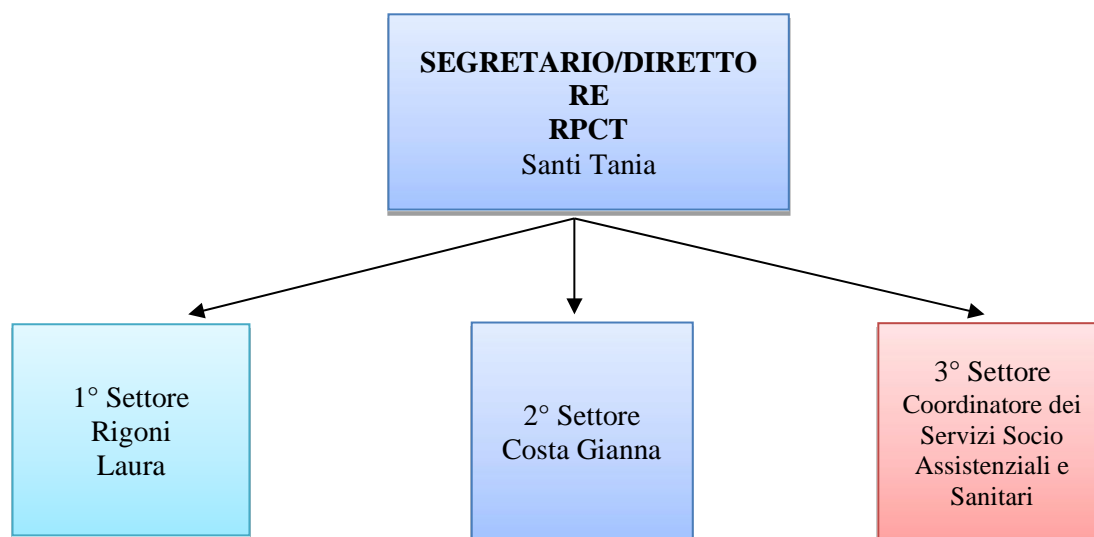 SEGRETARIO/DIRETTO
RE
RPCT
Santi Tania
1° Settore
Rigoni
Laura
2° Settore
Costa Gianna
3° Settore
Coordinatore dei
Servizi Socio
Assistenziali e
Sanitari